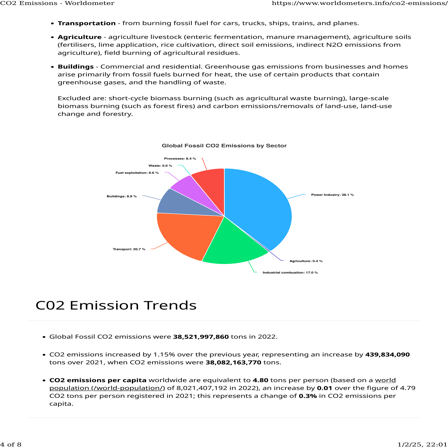 CO2 Emissions - Worldometer https://www.worldometers.info/co2-emissions/
• Transportation - from burning fossil fuel for cars, trucks, ships, trains, and planes.
• Agriculture - agriculture livestock (enteric fermentation, manure management), agriculture soils
(fertilisers, lime application, rice cultivation, direct soil emissions, indirect N2O emissions from
agriculture), field burning of agricultural residues.
• Buildings - Commercial and residential. Greenhouse gas emissions from businesses and homes
arise primarily from fossil fuels burned for heat, the use of certain products that contain
greenhouse gases, and the handling of waste.
Excluded are: short-cycle biomass burning (such as agricultural waste burning), large-scale
biomass burning (such as forest fires) and carbon emissions/removals of land-use, land-use
change and forestry.
Global Fossil CO2 Emissions by Sector
Processes:
Waste:
Fuel exploitation:
Buildings:
Power Industry: 38.1 %
Transport: 20.7 %
Agriculture: 0.4 %
Industrial combustion: 17.0 %
C02 Emission Trends
• Global Fossil CO2 emissions were 38,521,997,860 tons in 2022.
• CO2 emissions increased by 1.15% over the previous year, representing an increase by 439,834,090
tons over 2021, when CO2 emissions were 38,082,163,770 tons.
• CO2 emissions per capita worldwide are equivalent to 4.80 tons per person (based on a world
population (/world-population/) of 8,021,407,192 in 2022), an increase by 0.01 over the figure of 4.79
CO2 tons per person registered in 2021; this represents a change of 0.3% in CO2 emissions per
capita.
4 of 8 1/2/25, 22:01